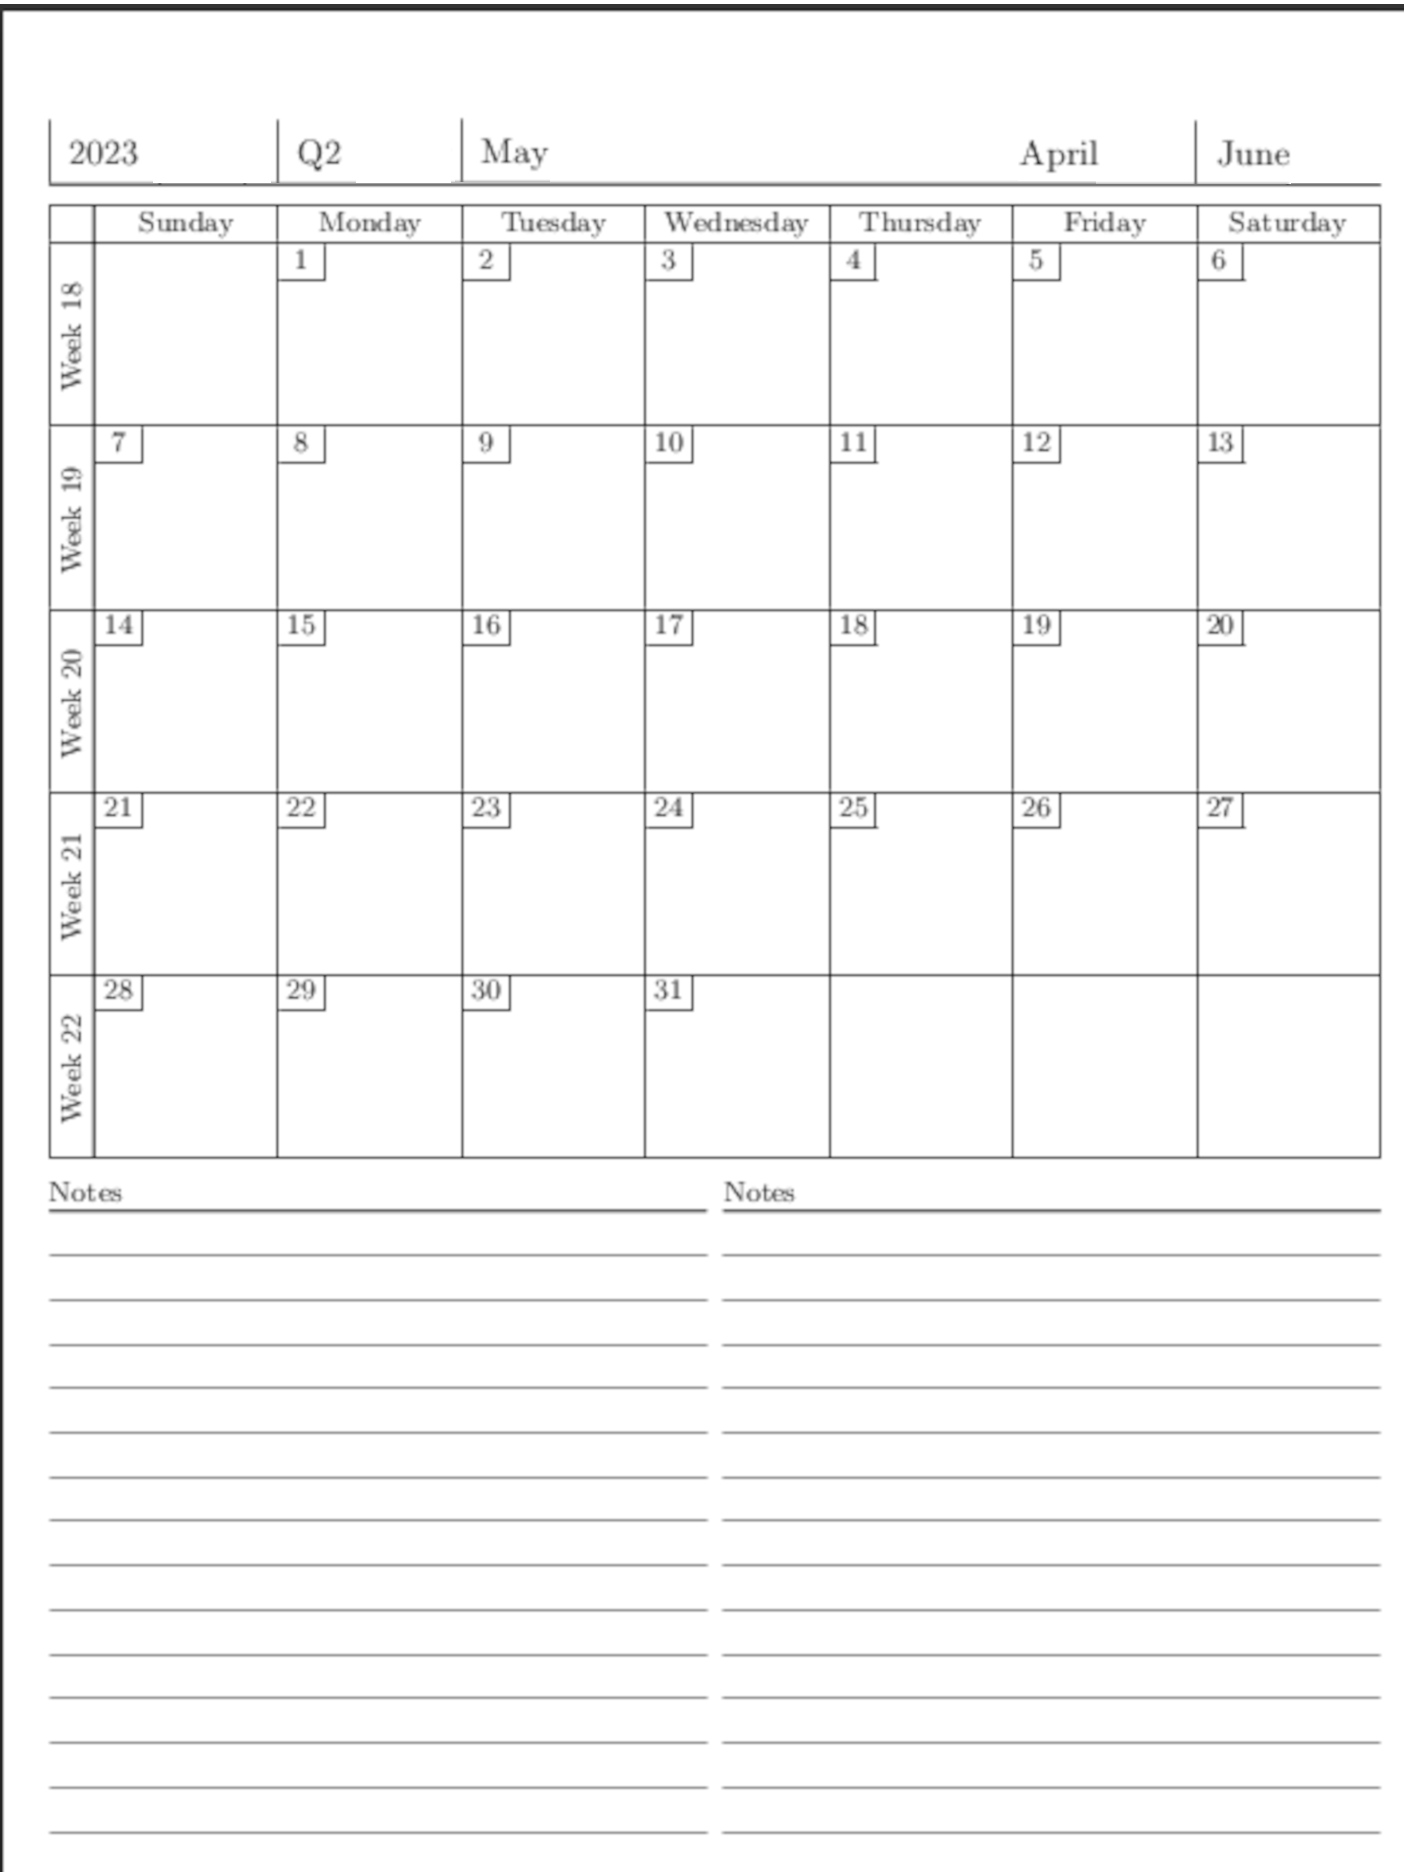 2023 Q2 May April June
Sunday Monday Tuesday Wednesday Thursday Friday Saturday
Week 18 1 2 3 4 5 6
Week 19 7 8 9 10 11 12 13
Week 20 14 15 16 17 18 19 20
Week 21 21 22 23 24 25 26 27
Week 22 28 29 30 31
Notes Notes